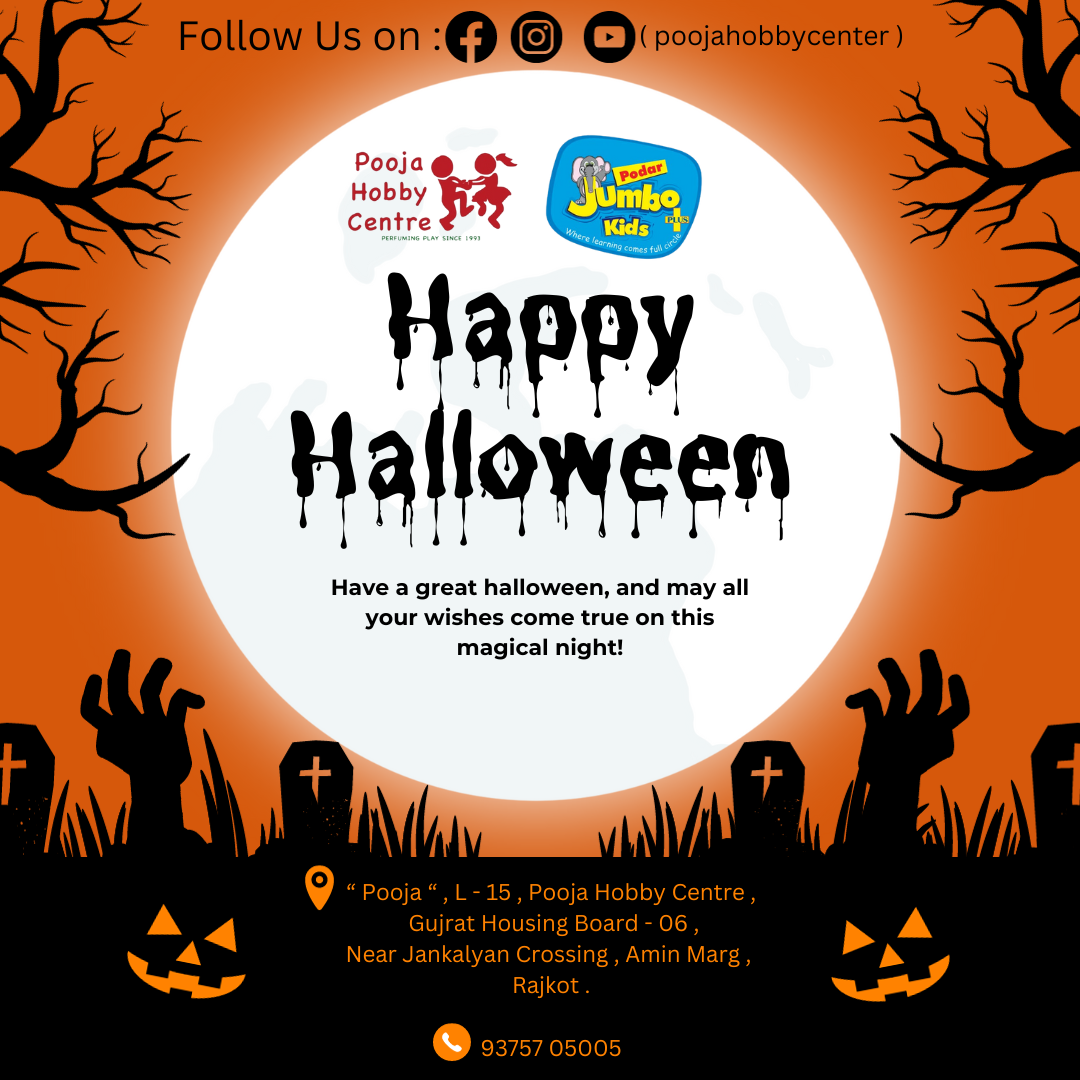 Follow Us on :
( poojahobbycenter )
Pooja
Hobby
Centre
PERFUMING PLAY SINCE 1993
Podar
Jumbo
Kids
PLUS
Where learning comes full circle
Happy
Halloween
Have a great halloween, and may all
your wishes come true on this
magical night!
“ Pooja “ , L - 15 , Pooja Hobby Centre ,
Gujrat Housing Board - 06 ,
Near Jankalyan Crossing , Amin Marg ,
Rajkot .
93757 05005